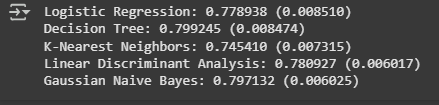 Logistic Regression: 0.778938 (0.008510)
Decision Tree: 0.799245 (0.008474)
K-Nearest Neighbors: 0.745410 (0.007315)
Linear Discriminant Analysis: 0.780927 (0.006017)
Gaussian Naive Bayes: 0.797132 (0.006025)